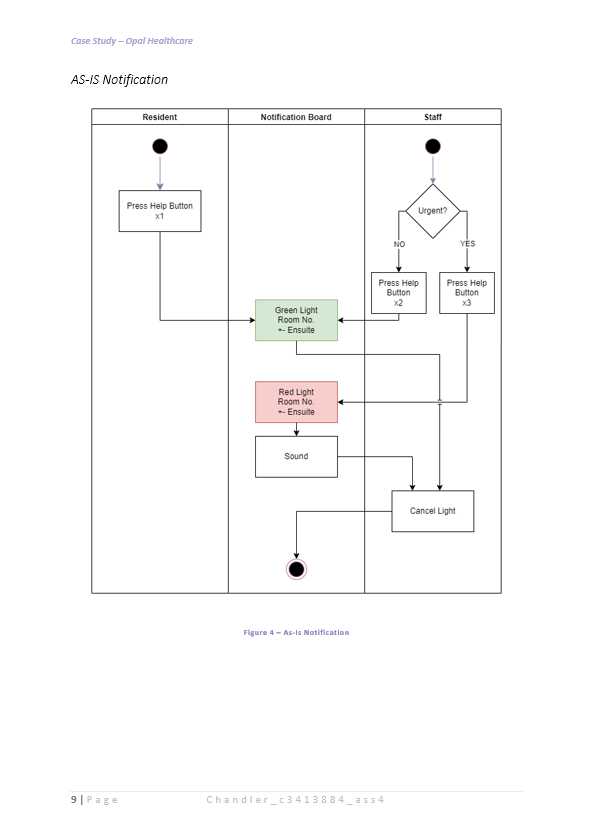 Case Study – Opal Healthcare
AS-IS Notification
Resident
Notification Board
Staff
Press Help Button
x1
Urgent?
NO
YES
Press Help
Button
x2
Press Help
Button
x3
Green Light
Room No.
+- Ensuite
Red Light
Room No.
+- Ensuite
Sound
Cancel Light
Figure 4 – As-Is Notification
9 | Page Chandler_c3413884_ass4